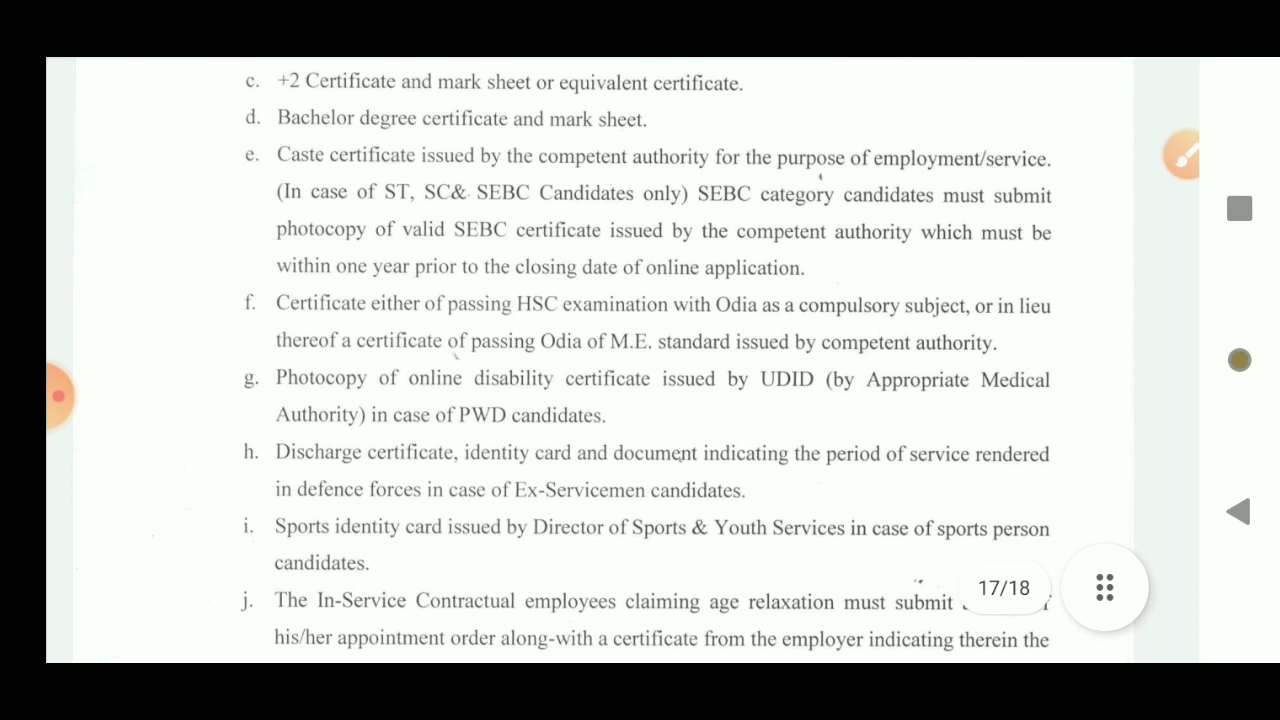 c. +2 Certificate and mark sheet or equivalent certificate.
d. Bachelor degree certificate and mark sheet.
e. Caste certificate issued by the competent authority for the purpose of employment/service.
(In case of ST, SC& SEBC Candidates only) SEBC category candidates must submit
photocopy of valid SEBC certificate issued by the competent authority which must be
within one year prior to the closing date of online application.
f. Certificate either of passing HSC examination with Odia as a compulsory subject, or in lieu
thereof a certificate of passing Odia of M.E. standard issued by competent authority.
g. Photocopy of online disability certificate issued by UDID (by Appropriate Medical
Authority) in case of PWD candidates.
h. Discharge certificate, identity card and document indicating the period of service rendered
in defence forces in case of Ex-Servicemen candidates.
i. Sports identity card issued by Director of Sports & Youth Services in case of sports person
candidates.
17/18
j. The In-Service Contractual employees claiming age relaxation must submit
his/her appointment order along-with a certificate from the employer indicating therein the